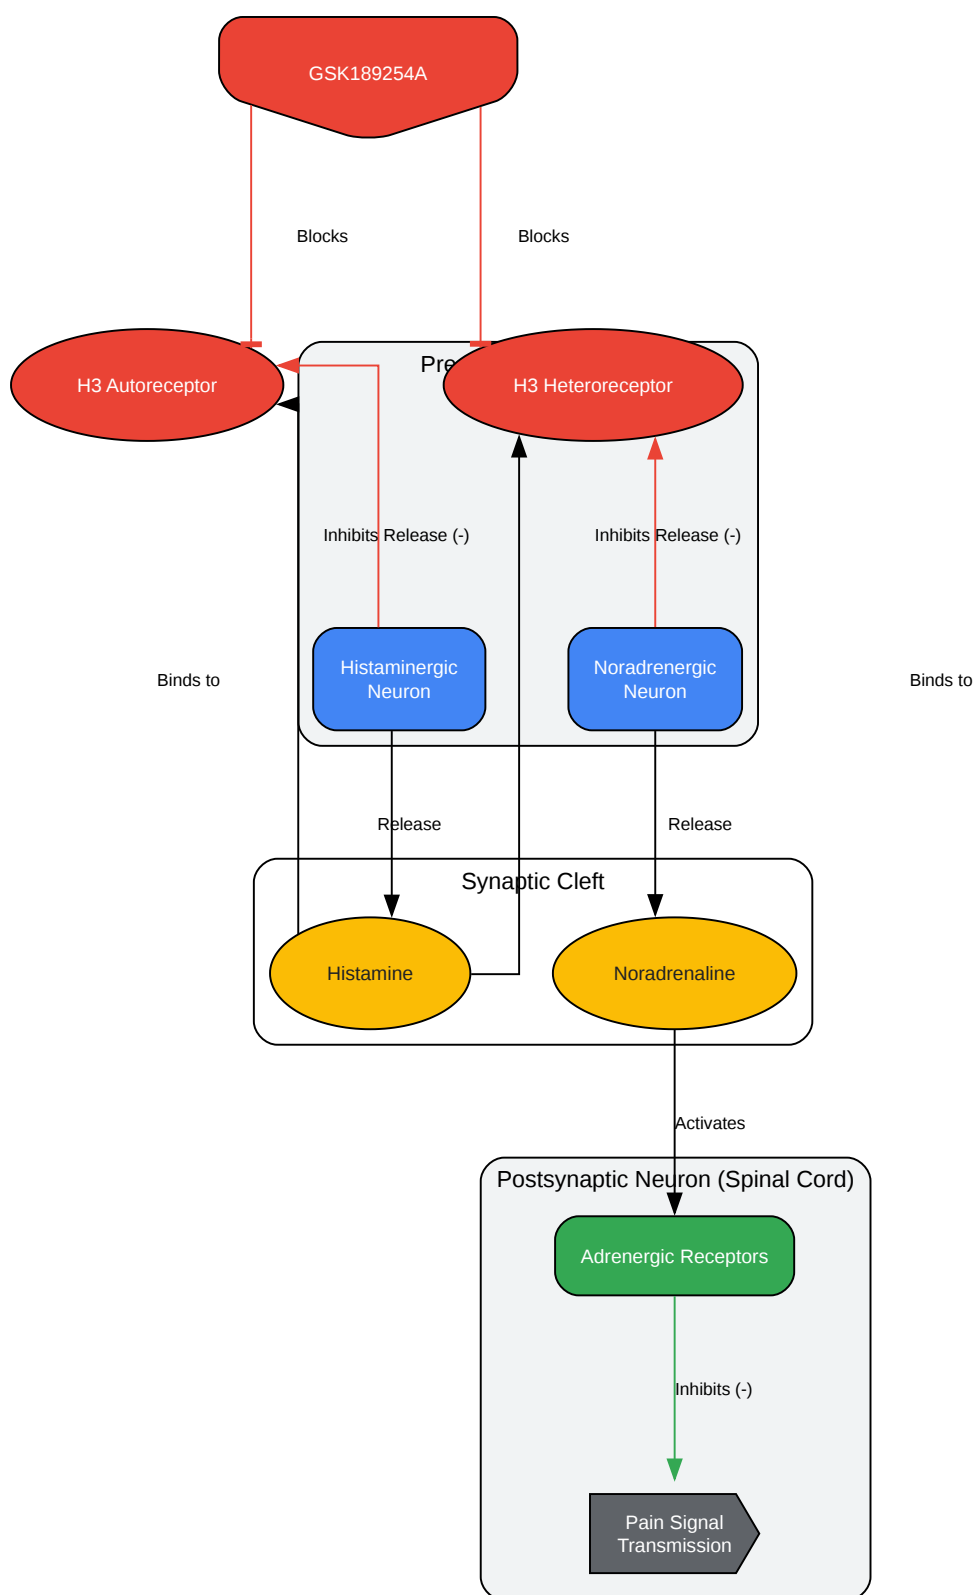 GSK189254A
Blocks
Blocks
H3 Autoreceptor
H3 Heteroreceptor
Inhibits Release (-)
Inhibits Release (-)
Histaminergic
Neuron
Noradrenergic
Neuron
Binds to
Binds to
Release
Release
Synaptic Cleft
Histamine
Noradrenaline
Activates
Postsynaptic Neuron (Spinal Cord)
Adrenergic Receptors
Inhibits (-)
Pain Signal
Transmission